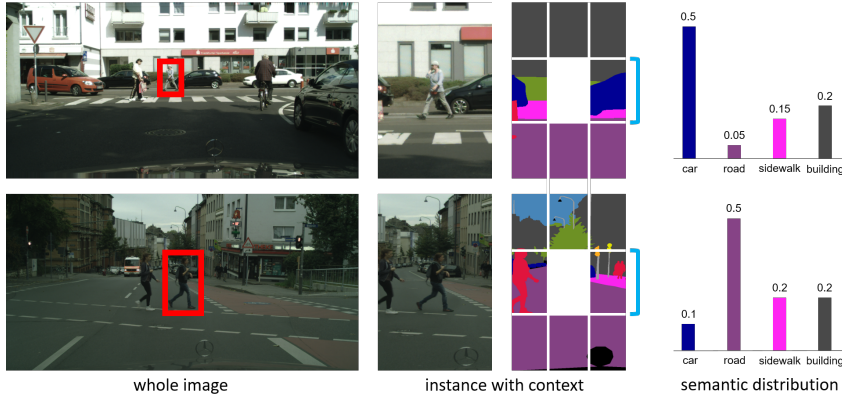 0.5
0.05
0.15
0.2
car
road
sidewalk
building
0.1
0.5
0.2
0.2
car
road
sidewalk
building
whole image
instance with context
semantic distribution